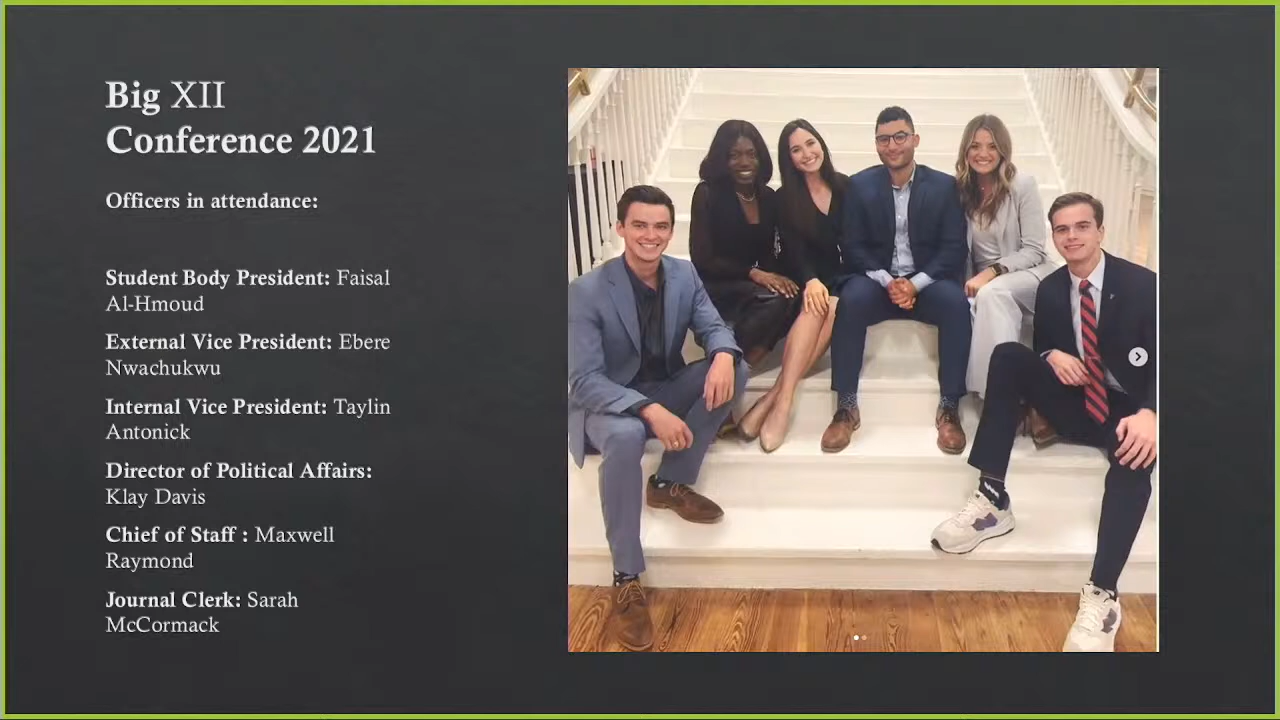 Big XII
Conference 2021
Officers in attendance:
Student Body President: Faisal
Al-Hmoud
External Vice President: Ebere
Nwachukwu
Internal Vice President: Taylin
Antonick
Director of Political Affairs:
Klay Davis
Chief of Staff : Maxwell
Raymond
Journal Clerk: Sarah
McCormack